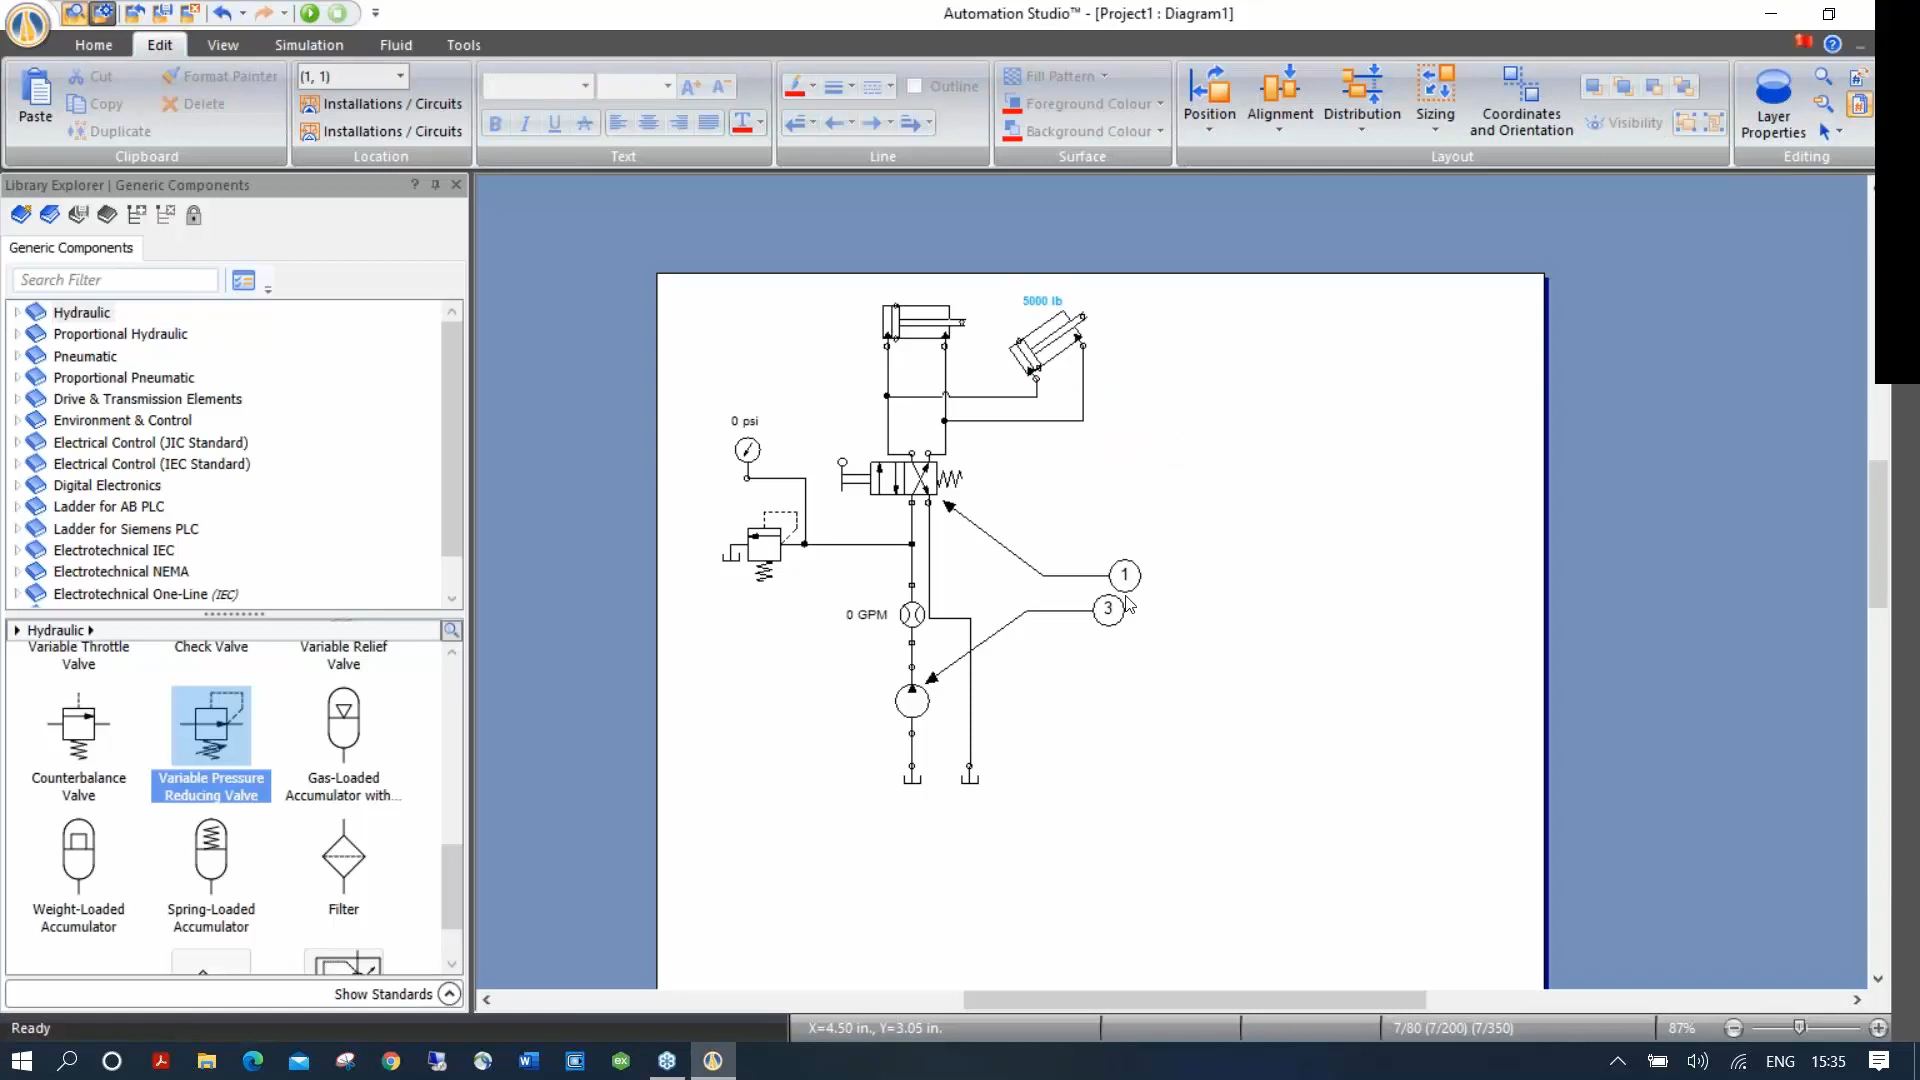 Automation Studio™ - [Project1 : Diagram1]
Home
Edit
View
Simulation
Fluid
Tools
Paste
Cut
Copy
Duplicate
Format Painter
Delete
Clipboard
(1, 1)
Installations / Circuits
Installations / Circuits
Location
A+
A-
B I U A
T
Text
Outline
Line
Fill Pattern
Foreground Colour
Background Colour
Surface
Position
Alignment
Distribution
Sizing
Coordinates
and Orientation
Visibility
Layout
Layer
Properties
Editing
Library Explorer | Generic Components
Generic Components
Search Filter
Hydraulic
Proportional Hydraulic
Pneumatic
Proportional Pneumatic
Drive & Transmission Elements
Environment & Control
Electrical Control (JIC Standard)
Electrical Control (IEC Standard)
Digital Electronics
Ladder for AB PLC
Ladder for Siemens PLC
Electrotechnical IEC
Electrotechnical NEMA
Electrotechnical One-Line (IEC)
Hydraulic
Variable Throttle
Valve
Check Valve
Variable Relief
Valve
Counterbalance
Valve
Variable Pressure
Reducing Valve
Gas-Loaded
Accumulator with...
Weight-Loaded
Accumulator
Spring-Loaded
Accumulator
Filter
Show Standards
5000 lb
0 psi
1
3
0 GPM
Ready
X=4.50 in., Y=3.05 in.
7/80 (7/200) (7/350)
87%
ENG
15:35